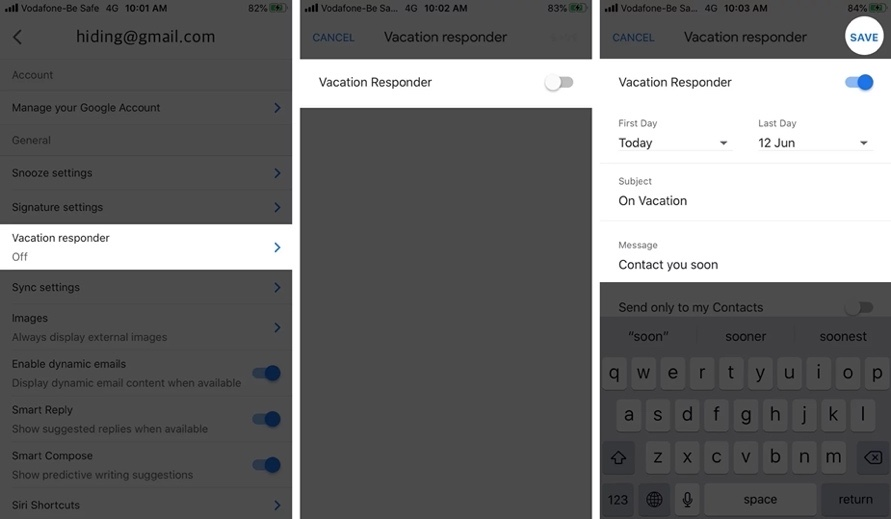 Vodafone-Be Safe 4G 10:01 AM 82%
hiding@gmail.com
Account
Manage your Google Account
General
Snooze settings
Signature settings
Vacation responder
Off
Sync settings
Images
Always display external images
Enable dynamic emails
Display dynamic email content when available
Smart Reply
Show suggested replies when available
Smart Compose
Show predictive writing suggestions
Siri Shortcuts
Vodafone-Be Sa... 4G 10:02 AM 83%
CANCEL Vacation responder
Vacation Responder
Vodafone-Be Sa... 4G 10:03 AM 84%
CANCEL Vacation responder SAVE
Vacation Responder
First Day Last Day
Today 12 Jun
Subject
On Vacation
Message
Contact you soon
Send only to my Contacts
"soon" sooner soonest
q w e r t y u i o p
a s d f g h j k l
z x c v b n m
123 space return